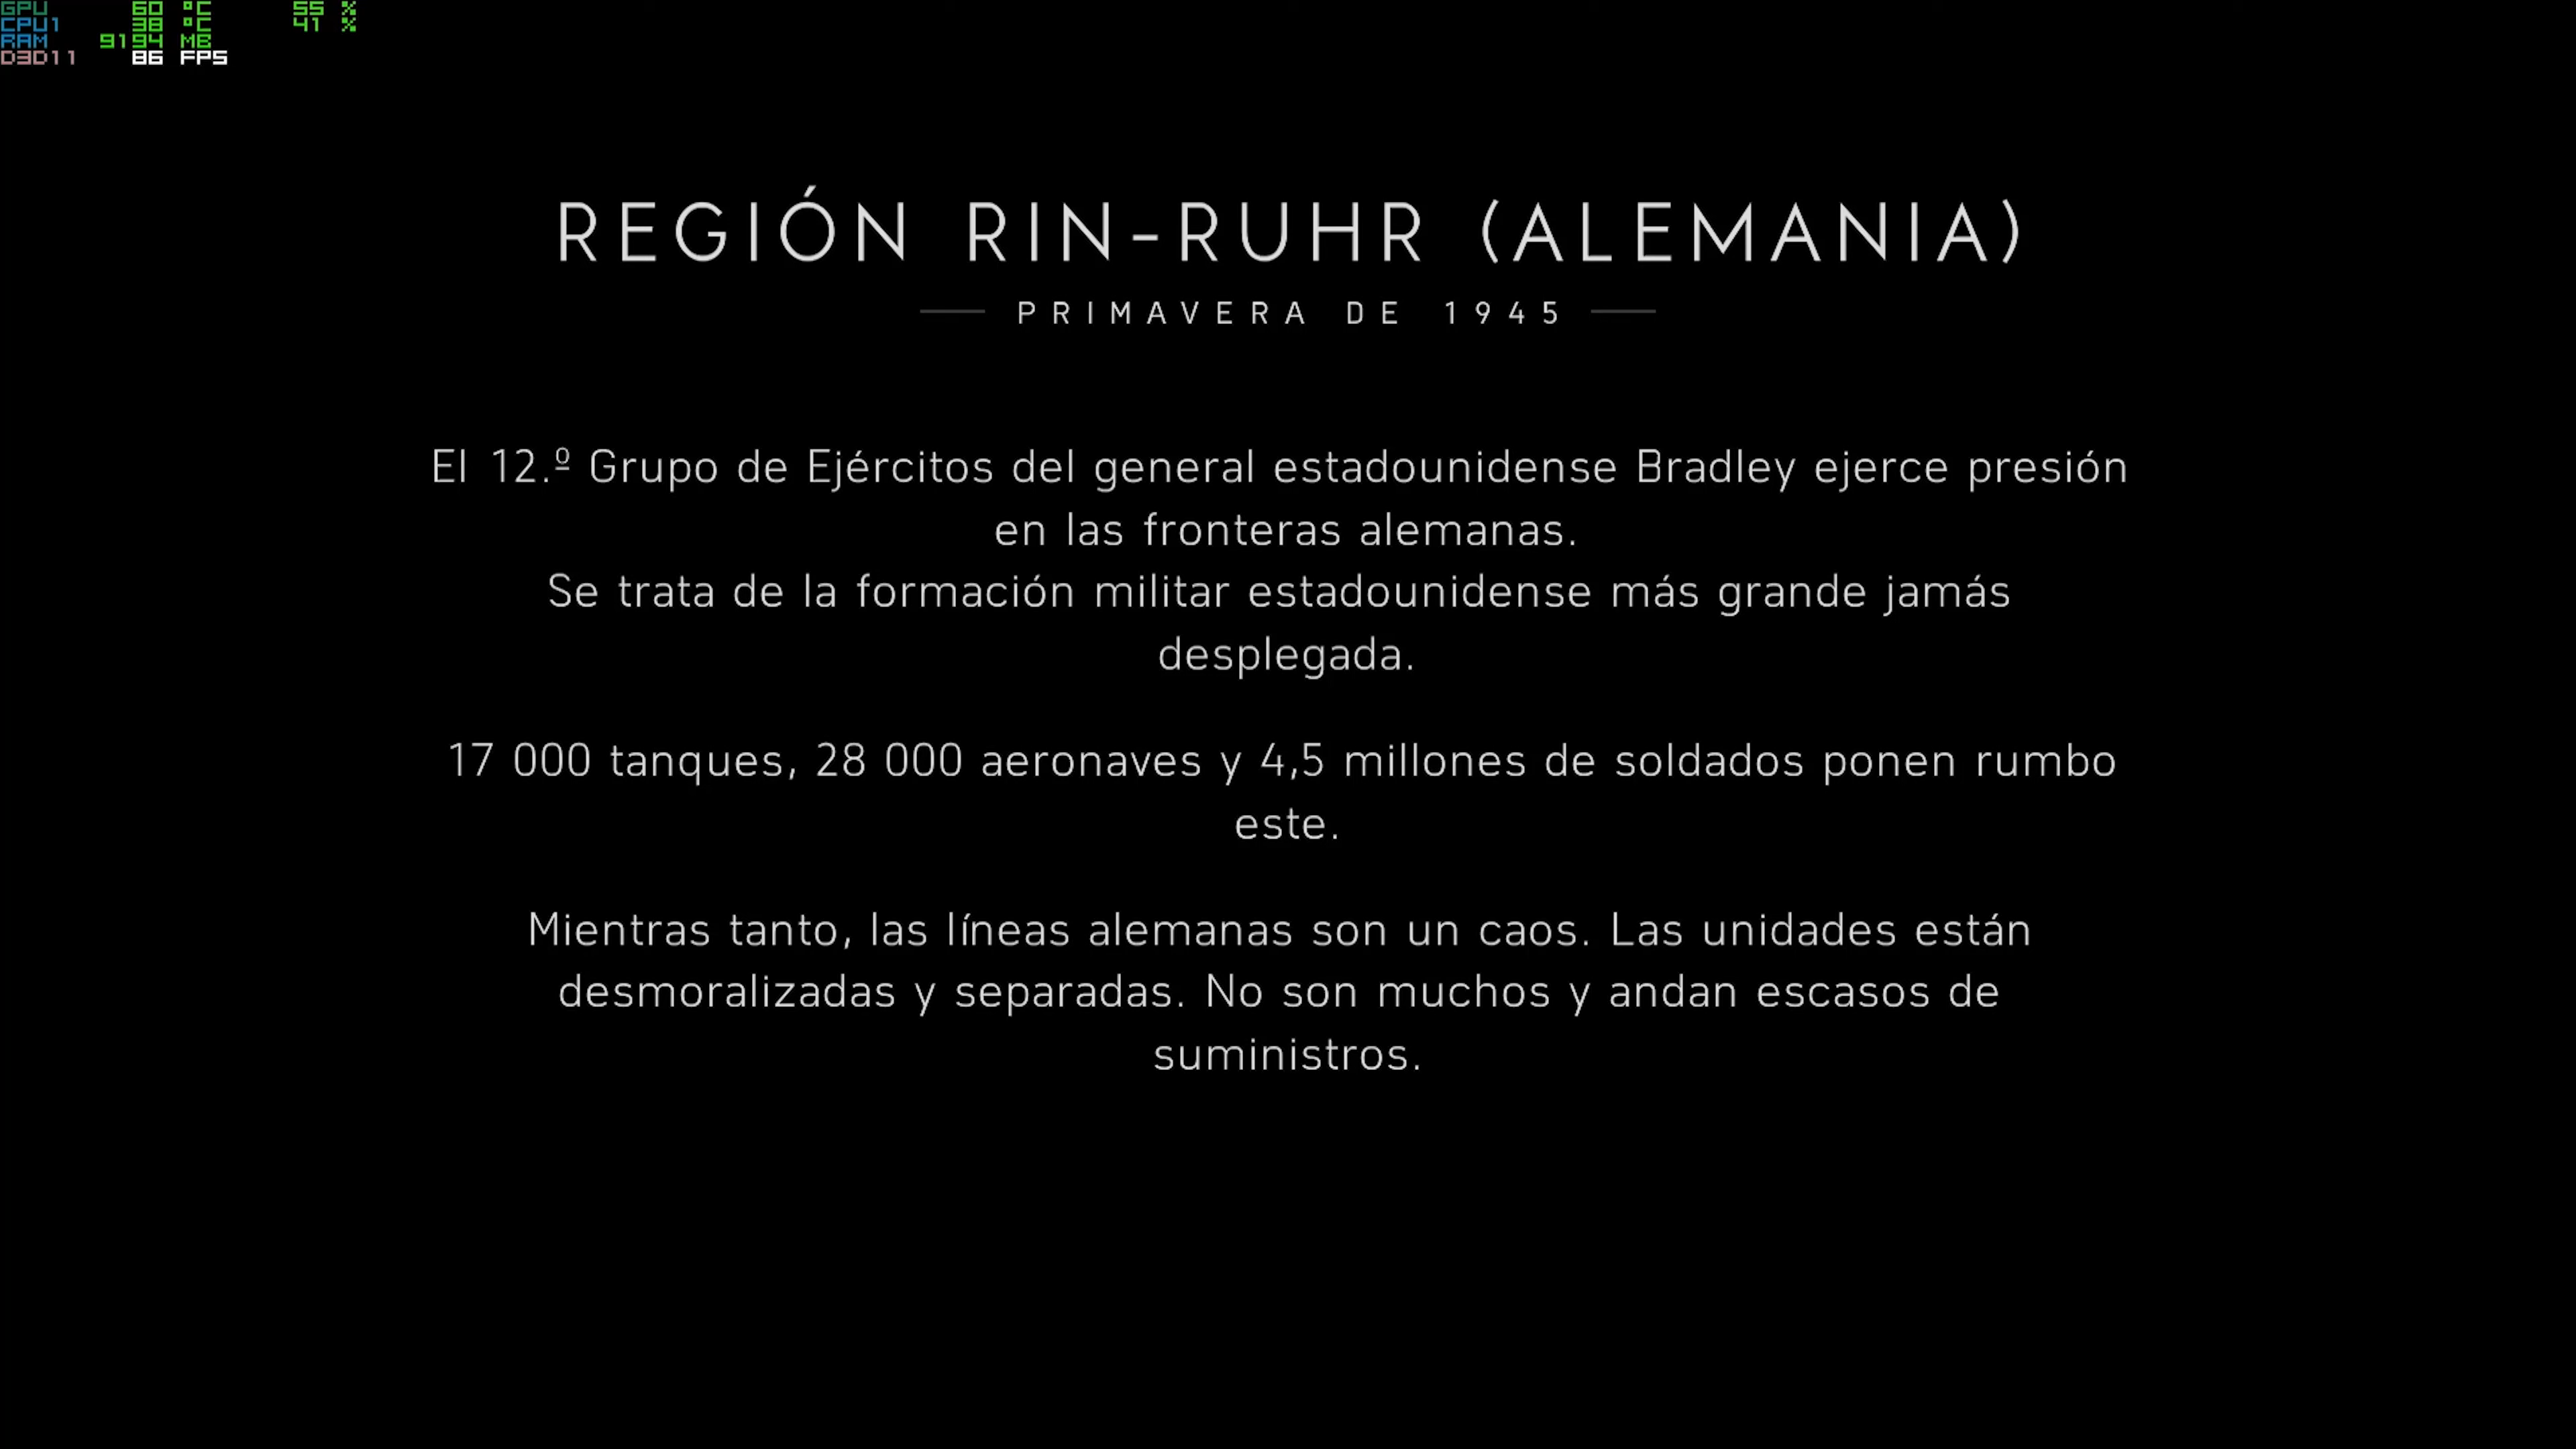 GPU 60 °C 55 %
CPU1 38 °C 41 %
RAM 9194 MB
D3D11 86 FPS
REGIÓN RIN-RUHR (ALEMANIA)
PRIMAVERA DE 1945
El 12.º Grupo de Ejércitos del general estadounidense Bradley ejerce presión
en las fronteras alemanas.
Se trata de la formación militar estadounidense más grande jamás
desplegada.
17 000 tanques, 28 000 aeronaves y 4,5 millones de soldados ponen rumbo
este.
Mientras tanto, las líneas alemanas son un caos. Las unidades están
desmoralizadas y separadas. No son muchos y andan escasos de
suministros.